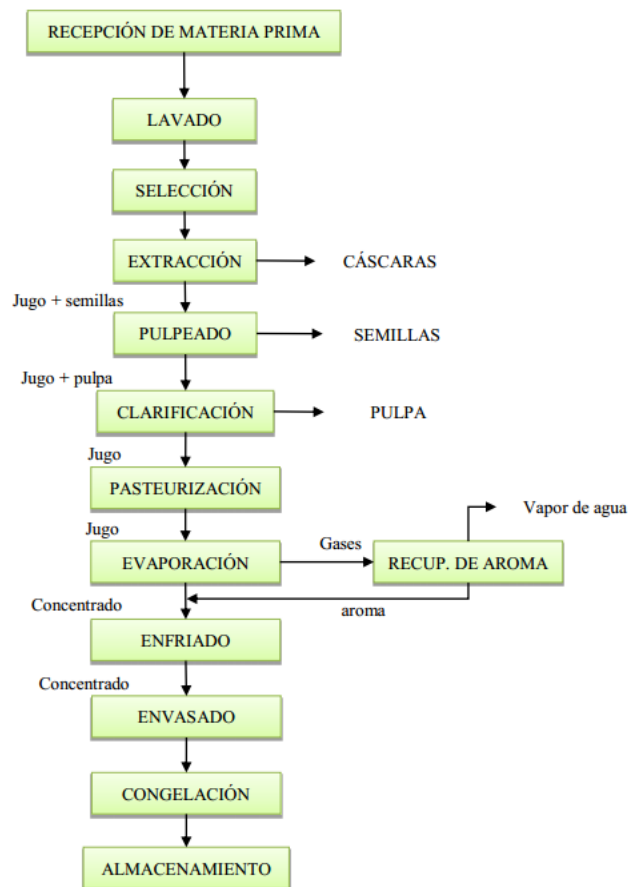 RECEPCIÓN DE MATERIA PRIMA
LAVADO
SELECCIÓN
EXTRACCIÓN
CÁSCARAS
Jugo + semillas
PULPEADO
SEMILLAS
Jugo + pulpa
CLARIFICACIÓN
PULPA
Jugo
PASTEURIZACIÓN
Jugo
Vapor de agua
Gases
EVAPORACIÓN
RECUP. DE AROMA
Concentrado
aroma
ENFRIADO
Concentrado
ENVASADO
CONGELACIÓN
ALMACENAMIENTO